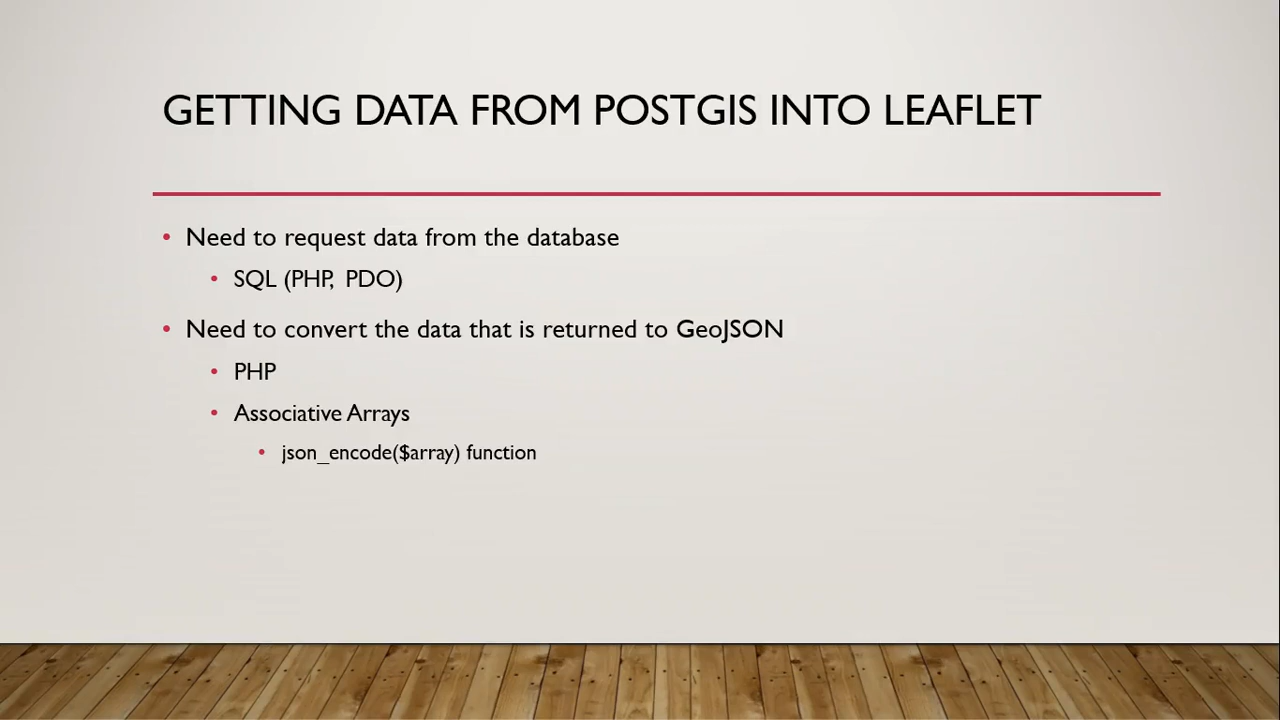 GETTING DATA FROM POSTGIS INTO LEAFLET
• Need to request data from the database
• SQL (PHP, PDO)
• Need to convert the data that is returned to GeoJSON
• PHP
• Associative Arrays
• json_encode($array) function